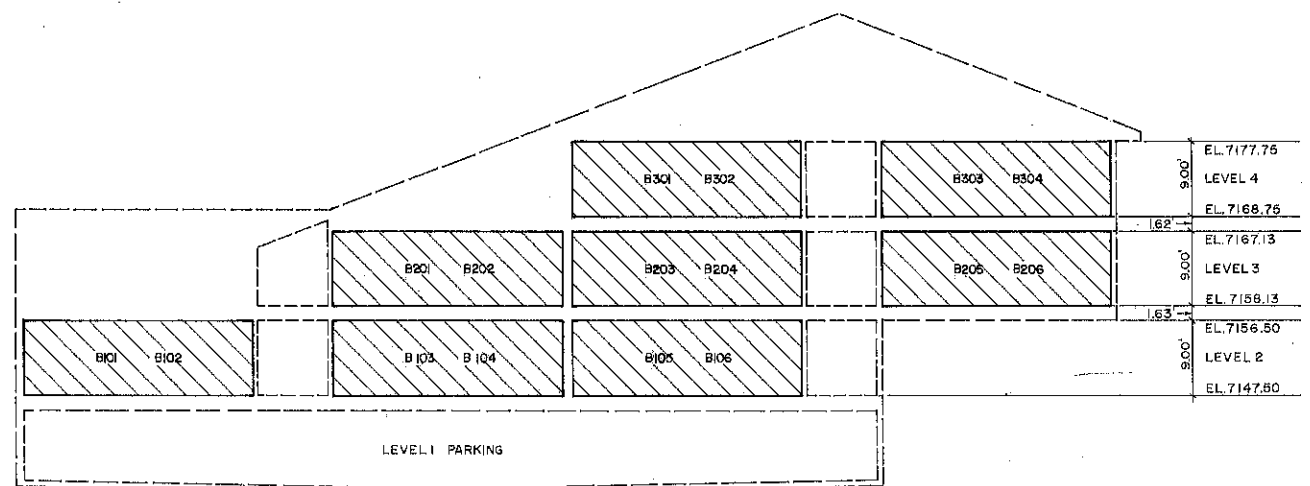 EL. 7177.75
B301 B302 B303 B304 9.00' LEVEL 4
EL. 7168.75
1.62'
EL. 7167.13
B201 B202 B203 B204 B205 B206 9.00' LEVEL 3
EL. 7158.13
1.63'
EL. 7156.50
B101 B102 B103 B104 B105 B106 9.00' LEVEL 2
EL. 7147.50
LEVEL 1 PARKING